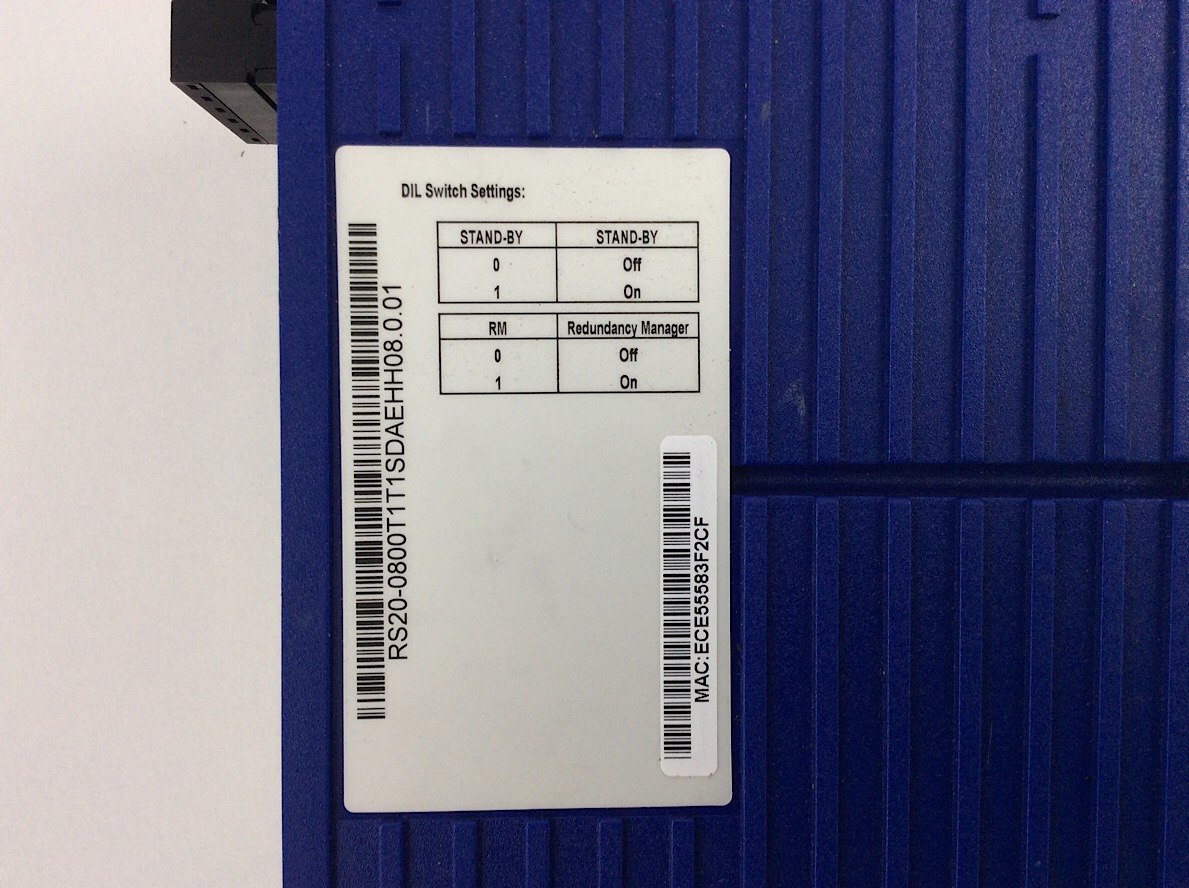 DIL Switch Settings:
STAND-BY STAND-BY
0 Off
1 On
RM Redundancy Manager
0 Off
1 On
RS20-0800T1T1SDAEHH08.0.01
MAC:ECE55583F2CF